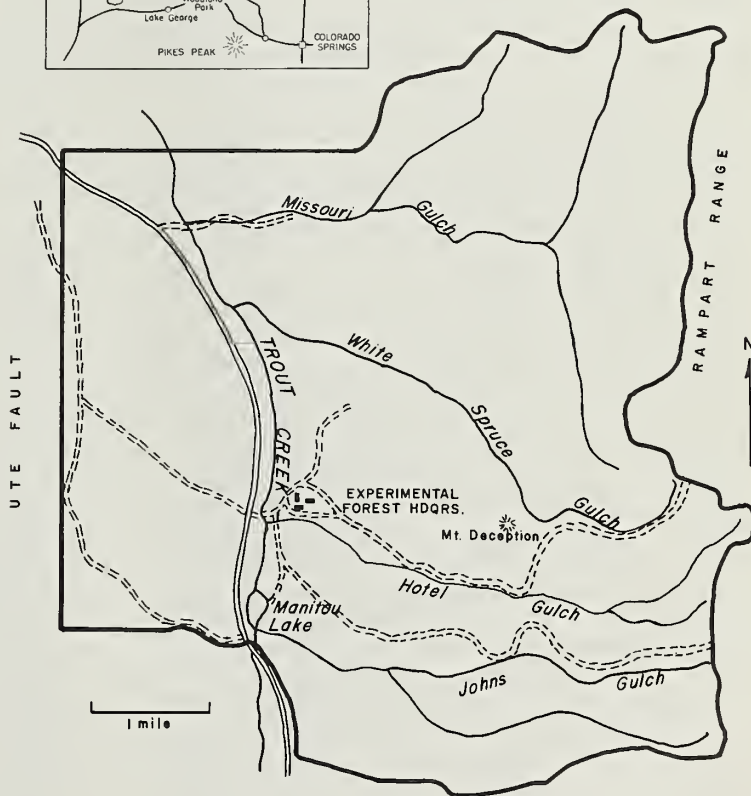 Park
Lake George
PIKES PEAK
COLORADO
SPRINGS
Missouri
Gulch
RAMPART RANGE
N
White
TROUT
CREEK
Spruce
UTE FAULT
EXPERIMENTAL
FOREST HDQRS.
Gulch
Mt. Deception
Hotel
Gulch
Manitou
Lake
Johns
Gulch
1 mile